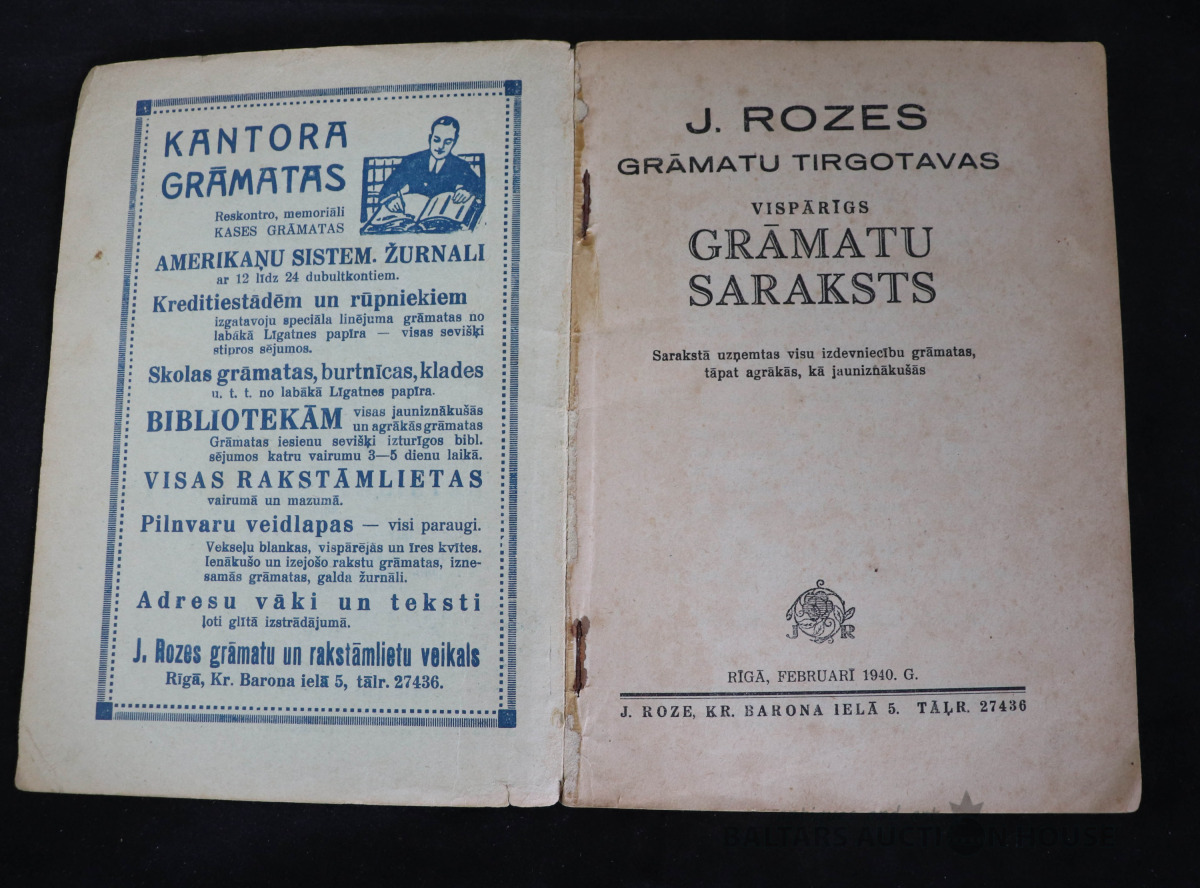 KANTORA
GRĀMATAS
Reskontro, memoriāli
KASES GRĀMATAS
AMERIKAŅU SISTEM. ŽURNALI
ar 12 līdz 24 dubultkontiem.
Kreditiestādēm un rūpniekiem
izgatavoju speciāla linējuma grāmatas no
labākā Līgatnes papīra — visas sevišķi
stipros sējumos.
Skolas grāmatas, burtnīcas, klades
u. t. t. no labākā Līgatnes papīra.
BIBLIOTEKĀM visas jauniznākušās
un agrākās grāmatas
Grāmatas iesienu sevišķi izturīgos bibl.
sējumos katru vairumu 3—5 dienu laikā.
VISAS RAKSTĀMLIETAS
vairumā un mazumā.
Pilnvaru veidlapas — visi paraugi.
Vekseļu blankas, vispārējās un īres kvītes.
Ienākušo un izejošo rakstu grāmatas, izne-
samās grāmatas, galda žurnāli.
Adresu vāki un teksti
ļoti glītā izstrādājumā.
J. Rozes grāmatu un rakstāmlietu veikals
Rīgā, Kr. Barona ielā 5, tālr. 27436.
J. ROZES
GRĀMATU TIRGOTAVAS
VISPĀRĪGS
GRĀMATU
SARAKSTS
Sarakstā uzņemtas visu izdevniecību grāmatas,
tāpat agrākās, kā jauniznākušās
J R
RĪGĀ, FEBRUARĪ 1940. G.
J. ROZE, KR. BARONA IELĀ 5. TĀĻR. 27436
BALTARS AUCTION HOUSE